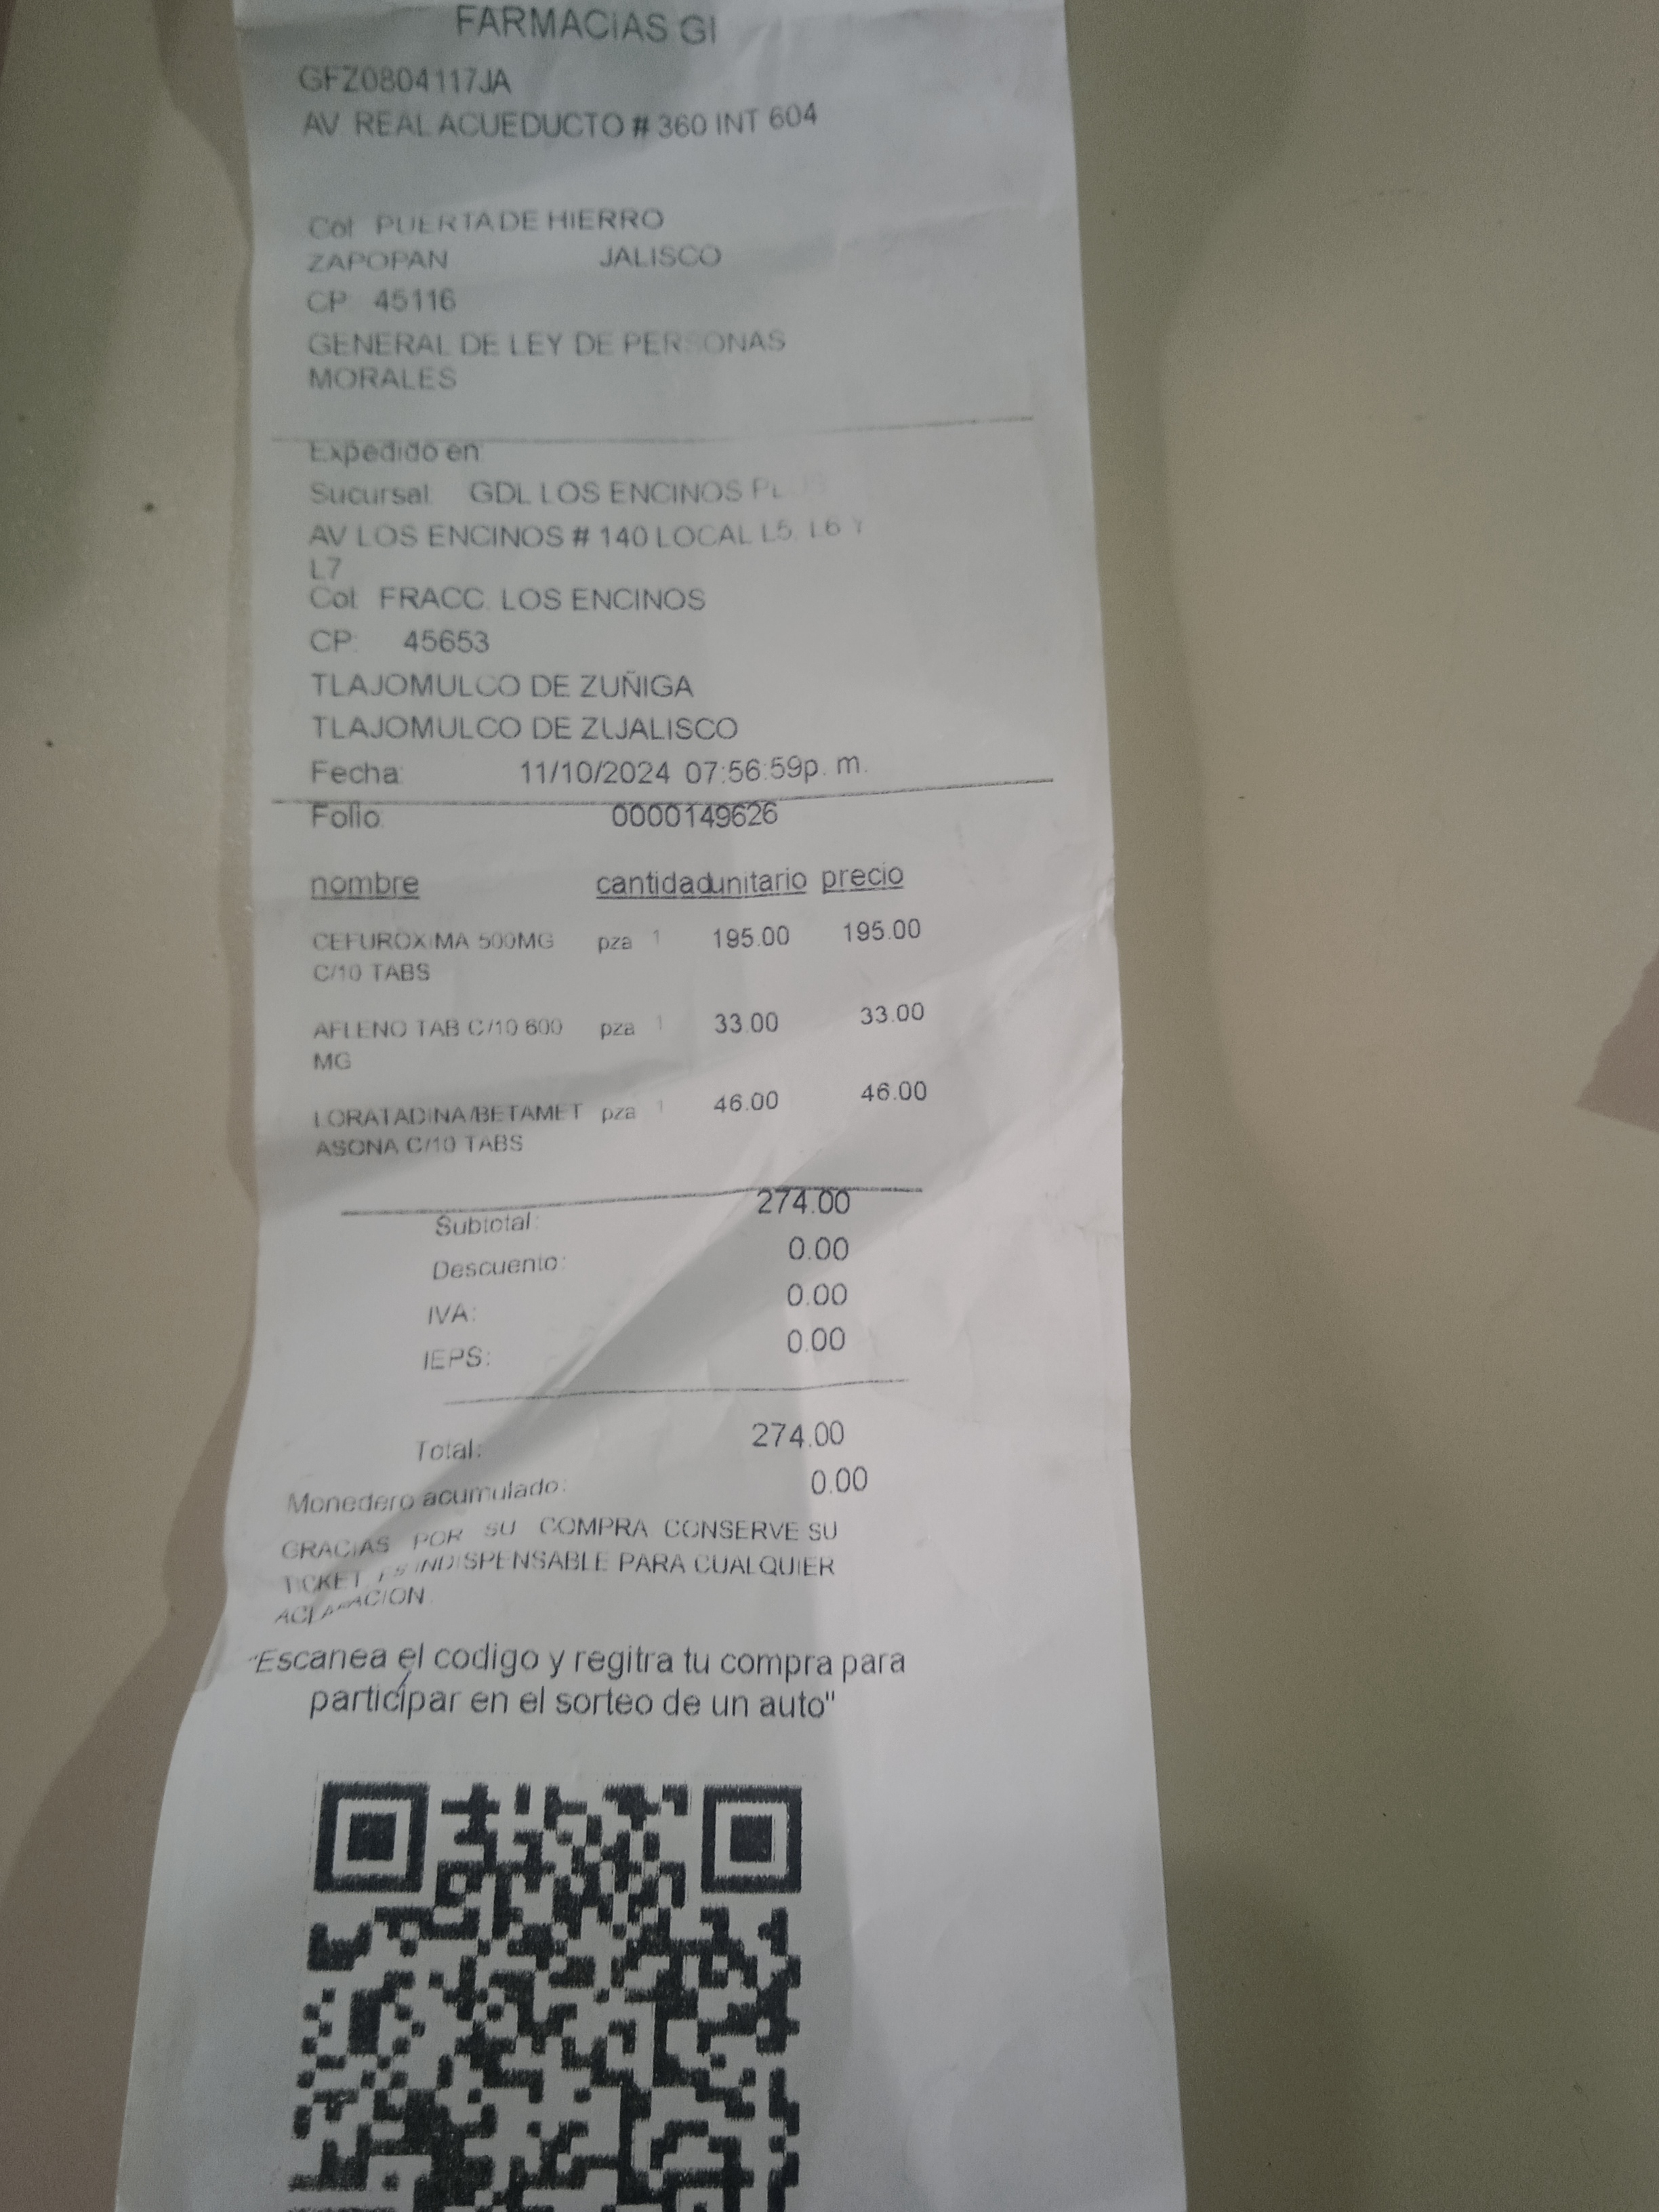 FARMACIAS GI
GFZ0804117JA
AV REAL ACUEDUCTO # 360 INT 604
Col PUERTA DE HIERRO
ZAPOPAN JALISCO
CP: 45116
GENERAL DE LEY DE PERSONAS
MORALES
Expedido en:
Sucursal: GDL LOS ENCINOS
AV LOS ENCINOS # 140 LOCAL L5, L6 Y
L7
Col: FRACC. LOS ENCINOS
CP: 45653
TLAJOMULCO DE ZUÑIGA
TLAJOMULCO DE ZUJALISCO
Fecha: 11/10/2024 07:56:59p. m.
Folio: 0000149626
nombre cantidad unitario precio
CEFUROXIMA 500MG pza 1 195.00 195.00
C/10 TABS
AFLENO TAB C/10 600 pza 1 33.00 33.00
MG
LORATADINA/BETAMET pza 1 46.00 46.00
ASONA C/10 TABS
Subtotal: 274.00
Descuento: 0.00
IVA: 0.00
IEPS: 0.00
Total: 274.00
Monedero acumulado: 0.00
GRACIAS POR SU COMPRA CONSERVE SU
TICKET ES INDISPENSABLE PARA CUALQUIER
ACLARACION
"Escanea el codigo y regitra tu compra para
participar en el sorteo de un auto"